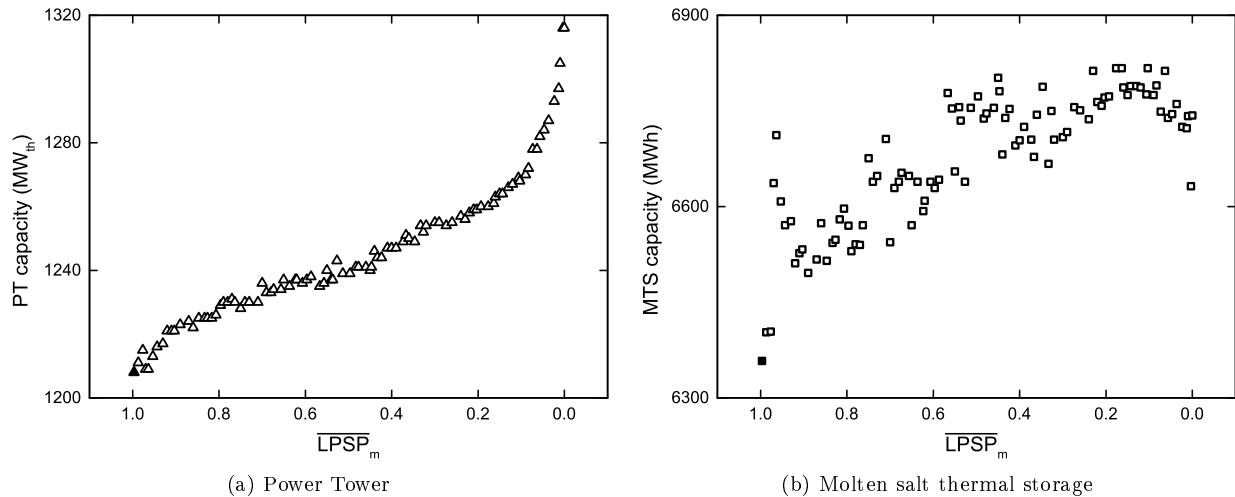 1320
1280
1240
1200
PT capacity (MWth)
1.0 0.8 0.6 0.4 0.2 0.0
LPSPm
(a) Power Tower
6900
6600
6300
MTS capacity (MWh)
1.0 0.8 0.6 0.4 0.2 0.0
LPSPm
(b) Molten salt thermal storage